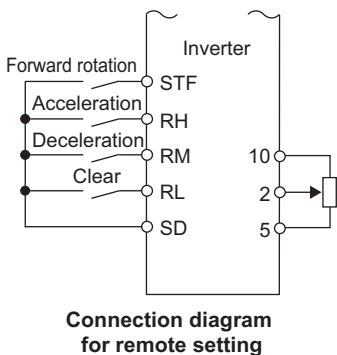 Inverter
Forward rotation
STF
Acceleration
RH
Deceleration
RM
10
Clear
RL
2
SD
5
Connection diagram
for remote setting